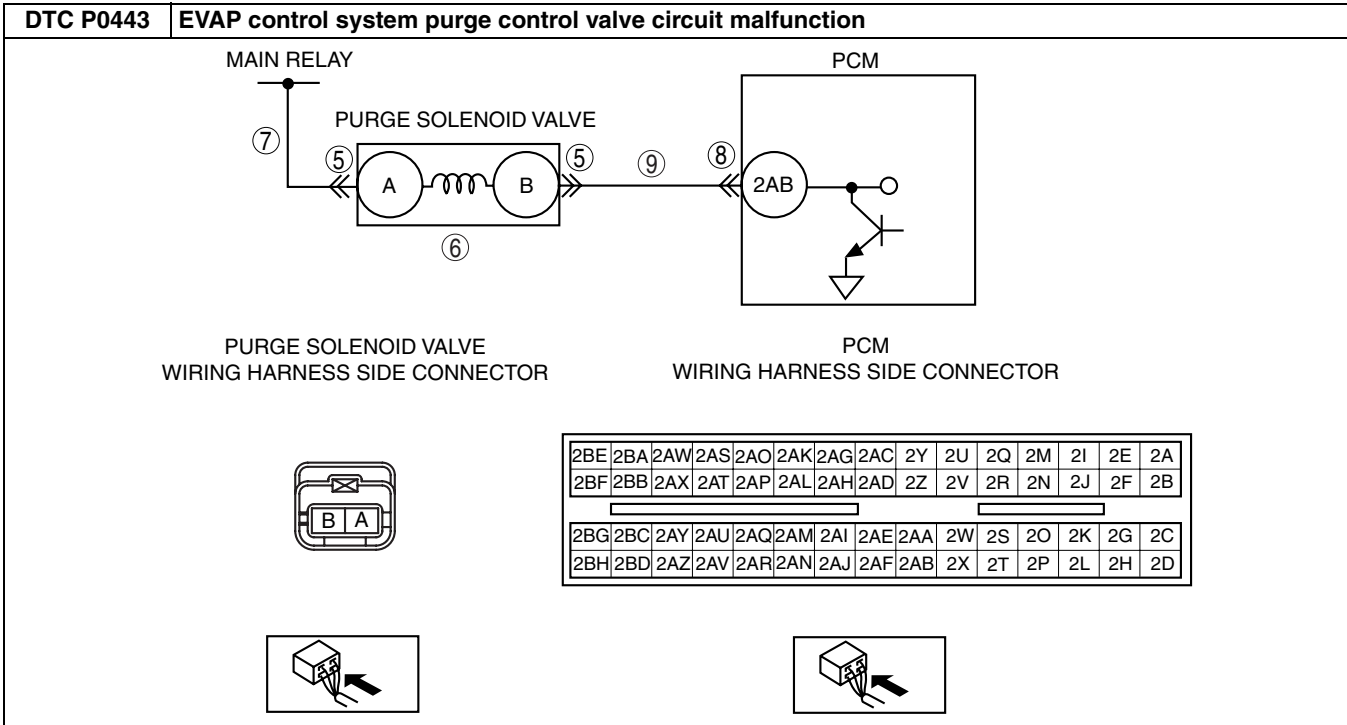 DTC P0443 EVAP control system purge control valve circuit malfunction
MAIN RELAY
PCM
PURGE SOLENOID VALVE
⑦
⑤
A
B
⑤
⑨
⑧
2AB
⑥
PURGE SOLENOID VALVE
WIRING HARNESS SIDE CONNECTOR
PCM
WIRING HARNESS SIDE CONNECTOR
B A
2BE 2BA 2AW 2AS 2AO 2AK 2AG 2AC 2Y 2U 2Q 2M 2I 2E 2A
2BF 2BB 2AX 2AT 2AP 2AL 2AH 2AD 2Z 2V 2R 2N 2J 2F 2B
2BG 2BC 2AY 2AU 2AQ 2AM 2AI 2AE 2AA 2W 2S 2O 2K 2G 2C
2BH 2BD 2AZ 2AV 2AR 2AN 2AJ 2AF 2AB 2X 2T 2P 2L 2H 2D